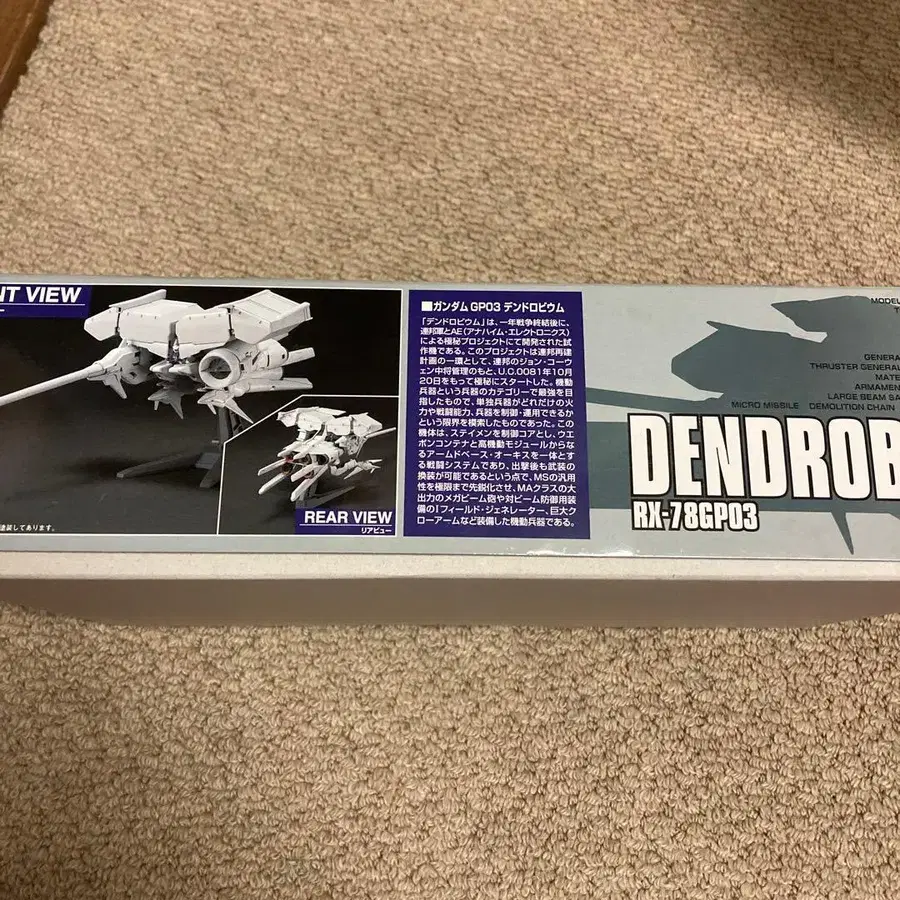 NT VIEW
塗装してあります。
REAR VIEW
リアビュー
■ガンダム GP03 デンドロビウム
「デンドロビウム」は、一年戦争終結後に、
連邦軍とAE(アナハイム・エレクトロニクス)
による極秘プロジェクトにて開発された試
作機である。このプロジェクトは連邦再建
計画の一環として、連邦のジョン・コーウ
ェン中将管理のもと、U.C.0081年10月
20日をもって極秘にスタートした。機動
兵器という兵器のカテゴリーで最強を目
指したもので、単独兵器がどれだけの火
力や戦闘能力、兵器を制御・運用できるか
という限界を模索したものであった。この
機体は、ステイメンを制御コアとし、ウエ
ポンコンテナと高機動モジュールからな
るアームドベース・オーキスを一体とす
る戦闘システムであり、出撃後も武装の
換装が可能であるという点で、MSの汎用
性を極限まで先鋭化させ、MAクラスの大
出力のメガビーム砲や対ビーム防御用装
備のIフィールド・ジェネレーター、巨大ク
ローアームなど装備した機動兵器である。
MODEL
GENERA
THRUSTER GENERAL
MATE
ARMAMEN
LARGE BEAM SA
MICRO MISSILE DEMOLITION CHAIN
DENDROB
RX-78GP03